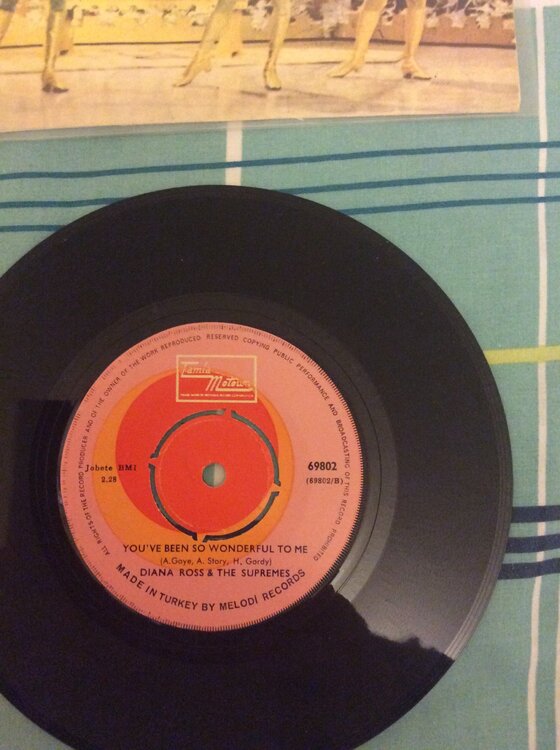 ALL RIGHTS OF THE RECORD PRODUCER AND OF THE OWNER OF THE WORK REPRODUCED RESERVED COPYING PUBLIC PERFORMANCE AND BROADCASTING OF THIS RECORD PROHIBITED
Tamla
Motown
Jobete BMI
2.28
69802
(69802/B)
YOU'VE BEEN SO WONDERFUL TO ME
(A.Gaye, A. Story, H. Gordy)
DIANA ROSS & THE SUPREMES
MADE IN TURKEY BY MELODİ RECORDS